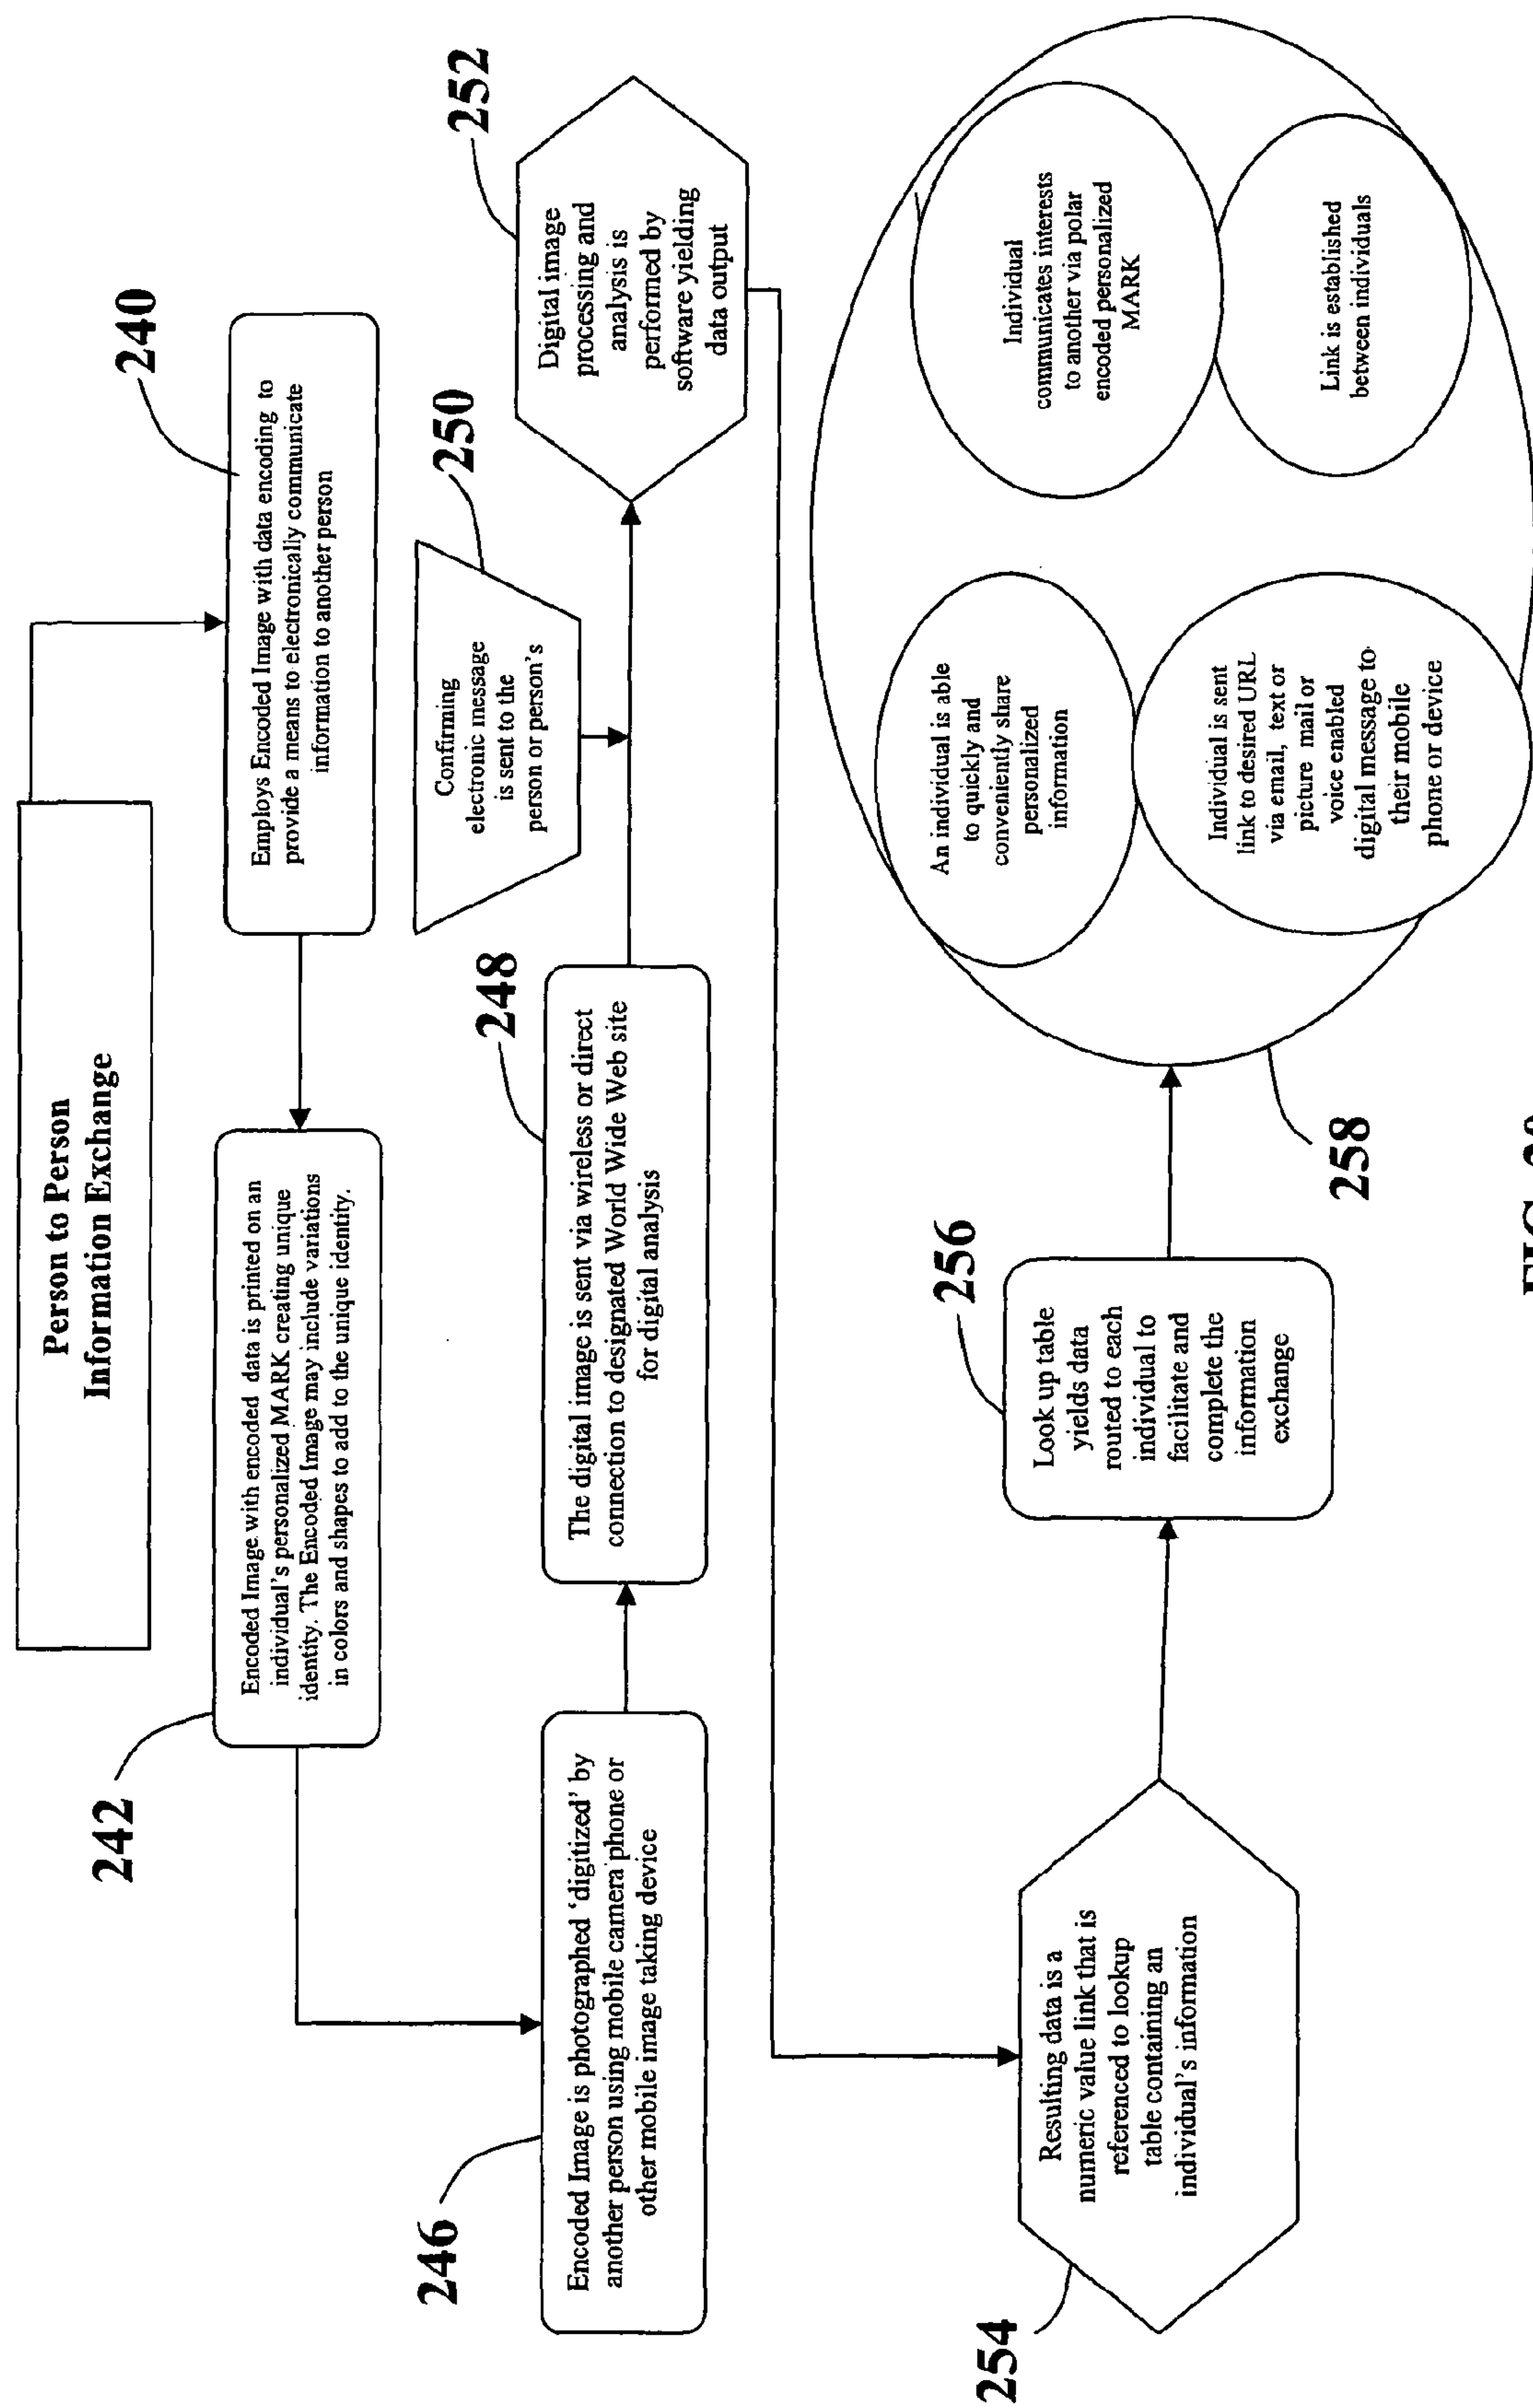 Person to Person
Information Exchange
240
Employs Encoded Image with data encoding to
provide a means to electronically communicate
information to another person
242
Encoded Image with encoded data is printed on an
individual's personalized MARK creating unique
identity. The Encoded Image may include variations
in colors and shapes to add to the unique identity.
246
Encoded Image is photographed 'digitized' by
another person using mobile camera phone or
other mobile image taking device
248
The digital image is sent via wireless or direct
connection to designated World Wide Web site
for digital analysis
250
Confirming
electronic message
is sent to the
person or person's
252
Digital image
processing and
analysis is
performed by
software yielding
data output
254
Resulting data is a
numeric value link that is
referenced to lookup
table containing an
individual's information
256
Look up table
yields data
routed to each
individual to
facilitate and
complete the
information
exchange
258
An individual is able
to quickly and
conveniently share
personalized
information
Individual is sent
link to desired URL
via email, text or
picture mail or
voice enabled
digital message to
their mobile
phone or device
Individual
communicates interests
to another via polar
encoded personalized
MARK
Link is established
between individuals
FIG.